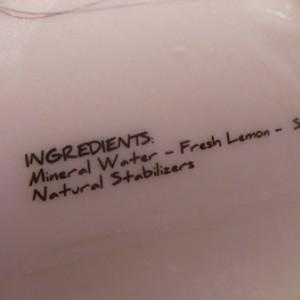 INGREDIENTS:
Mineral Water - Fresh Lemon -
Natural Stabilizers